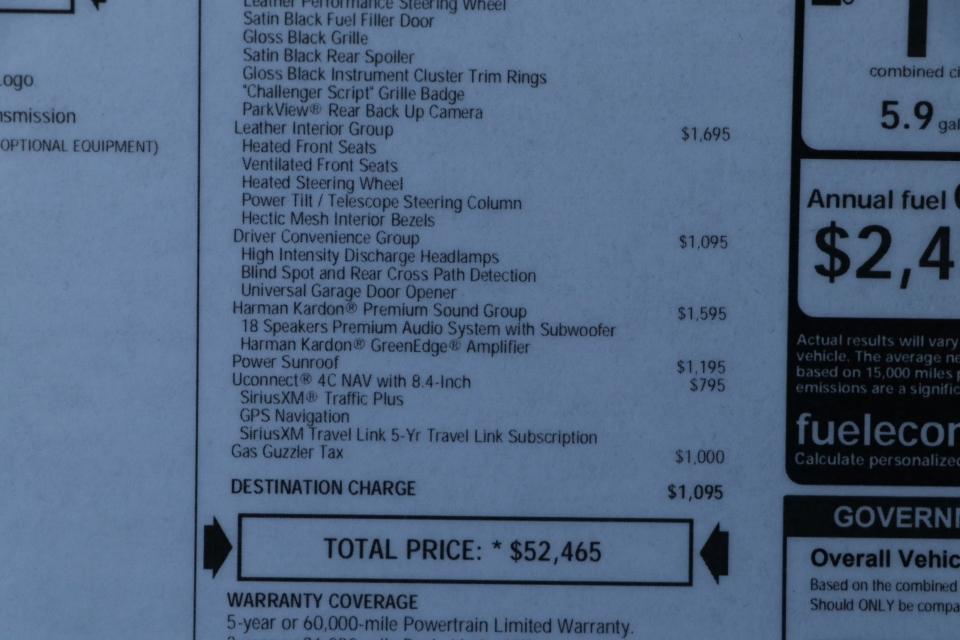 Leather Performance Steering Wheel
Satin Black Fuel Filler Door
Gloss Black Grille
Satin Black Rear Spoiler
Gloss Black Instrument Cluster Trim Rings
"Challenger Script" Grille Badge
ParkView® Rear Back Up Camera
Leather Interior Group $1,695
Heated Front Seats
Ventilated Front Seats
Heated Steering Wheel
Power Tilt / Telescope Steering Column
Hectic Mesh Interior Bezels
Driver Convenience Group $1,095
High Intensity Discharge Headlamps
Blind Spot and Rear Cross Path Detection
Universal Garage Door Opener
Harman Kardon® Premium Sound Group $1,595
18 Speakers Premium Audio System with Subwoofer
Harman Kardon® GreenEdge® Amplifier
Power Sunroof $1,195
Uconnect® 4C NAV with 8.4-Inch $795
SiriusXM® Traffic Plus
GPS Navigation
SiriusXM Travel Link 5-Yr Travel Link Subscription
Gas Guzzler Tax $1,000
DESTINATION CHARGE $1,095
TOTAL PRICE: * $52,465
WARRANTY COVERAGE
5-year or 60,000-mile Powertrain Limited Warranty.
Logo
nsmission
OPTIONAL EQUIPMENT)
combined ci
5.9 gal
Annual fuel
$2,4
Actual results will vary
vehicle. The average ne
based on 15,000 miles p
emissions are a signific
fuelecon
Calculate personalized
GOVERNM
Overall Vehic
Based on the combined
Should ONLY be compa